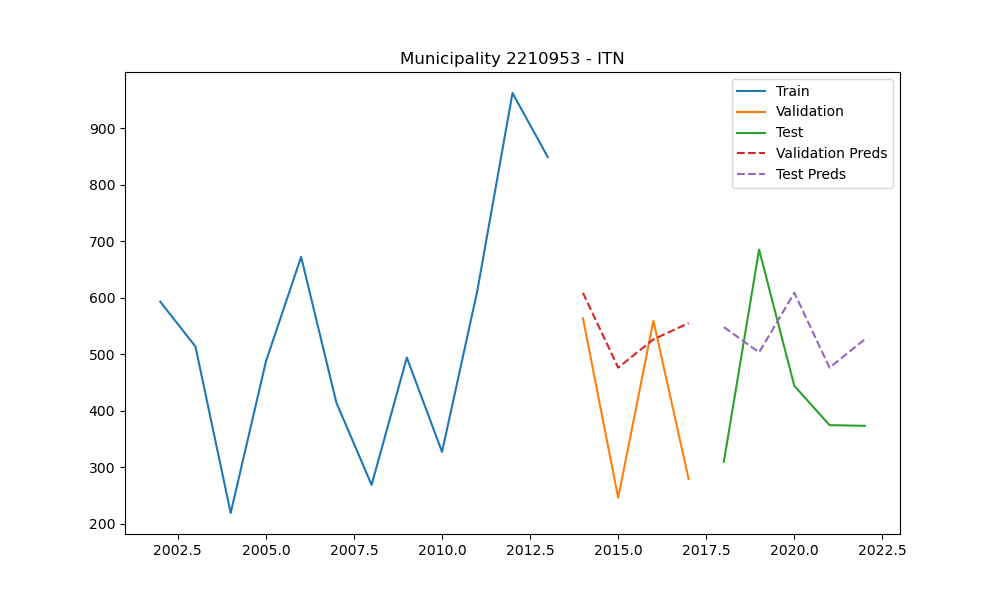 Municipality 2210953 - ITN
Train
Validation
Test
Validation Preds
Test Preds
900
800
700
600
500
400
300
200
2002.5 2005.0 2007.5 2010.0 2012.5 2015.0 2017.5 2020.0 2022.5